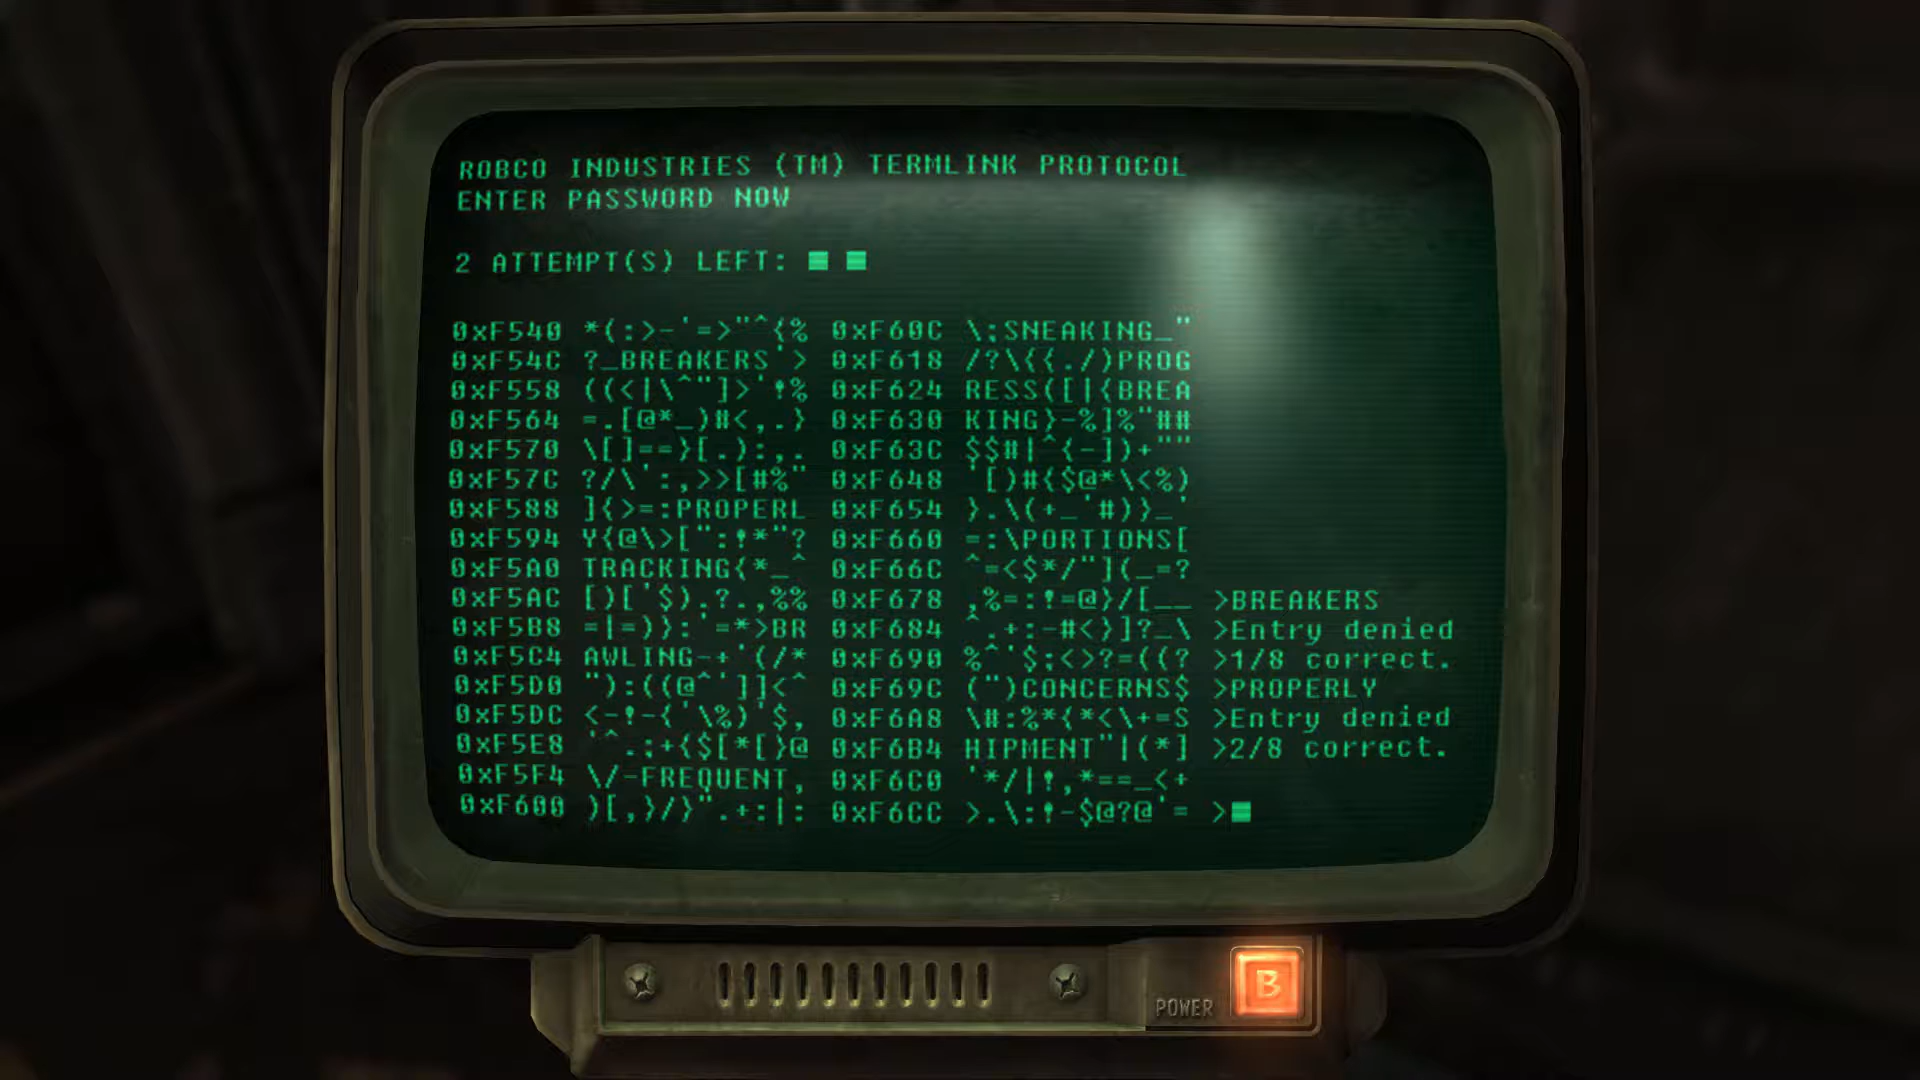 ROBCO INDUSTRIES (TM) TERMLINK PROTOCOL
ENTER PASSWORD NOW
2 ATTEMPT(S) LEFT: ■ ■
0xF540 *(:>-'=>"^{% 0xF60C \;SNEAKING_"
0xF54C ?_BREAKERS'> 0xF618 /?\{{./)PROG
0xF558 ((<|\^"]>'!% 0xF624 RESS([|{BREA
0xF564 =.[@*_)#<,.} 0xF630 KING}-%]%"##
0xF570 \[]==}[.):,. 0xF63C $$#|^{-])+""
0xF57C ?/\':,>>[#%" 0xF648 '[)#{$@*\<%)
0xF588 ]{>=:PROPERL 0xF654 }.\(+_'#)}_'
0xF594 Y{@\>[":!*"? 0xF660 =:\PORTIONS[
0xF5A0 TRACKING{*_^ 0xF66C ^=<$*/"](_=?
0xF5AC [)['$).?.,%% 0xF678 ,%=:!=@}/[__ >BREAKERS
0xF5B8 =|=)}:'=*>BR 0xF684 ^.+:-#<}]?_\ >Entry denied
0xF5C4 AWLING-+'(/* 0xF690 %^'$;<>?=((? >1/8 correct.
0xF5D0 "):((@^']]<^ 0xF69C (")CONCERNS$ >PROPERLY
0xF5DC <-!-{'\%)'$, 0xF6A8 \#:%*{*<\+=S >Entry denied
0xF5E8 '^.;+{$[*[}@ 0xF6B4 HIPMENT"|(*] >2/8 correct.
0xF5F4 \/-FREQUENT, 0xF6C0 '*/|!,*==_<+
0xF600 )[,}/}".+:|: 0xF6CC >.\:!-$@?@'= >■
POWER
B